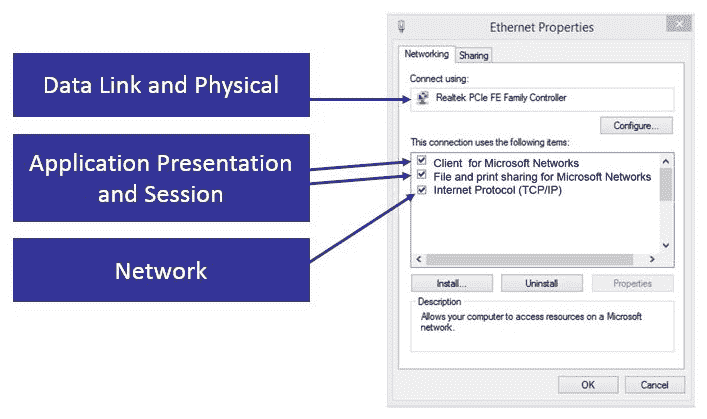 Data Link and Physical
Application Presentation
and Session
Network
Ethernet Properties
Networking
Sharing
Connect using:
Realtek PCIe FE Family Controller
Configure...
This connection uses the following items:
Client for Microsoft Networks
File and print sharing for Microsoft Networks
Internet Protocol (TCP/IP)
Install...
Uninstall
Properties
Description
Allows your computer to access resources on a Microsoft
network.
OK
Cancel